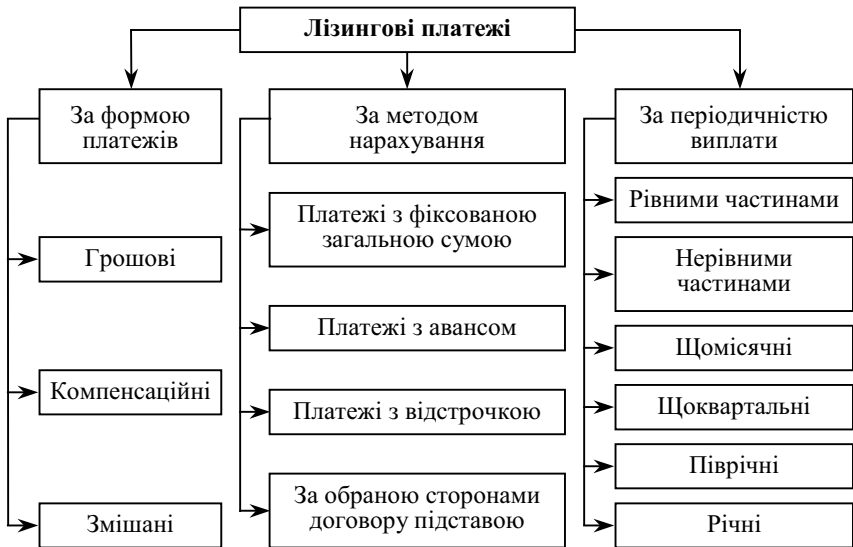 Лізингові платежі
За формою
платежів
Грошові
Компенсаційні
Змішані
За методом
нарахування
Платежі з фіксованою
загальною сумою
Платежі з авансом
Платежі з відстрочкою
За обраною сторонами
договору підставою
За періодичністю
виплати
Рівними частинами
Нерівними
частинами
Щомісячні
Щоквартальні
Піврічні
Річні